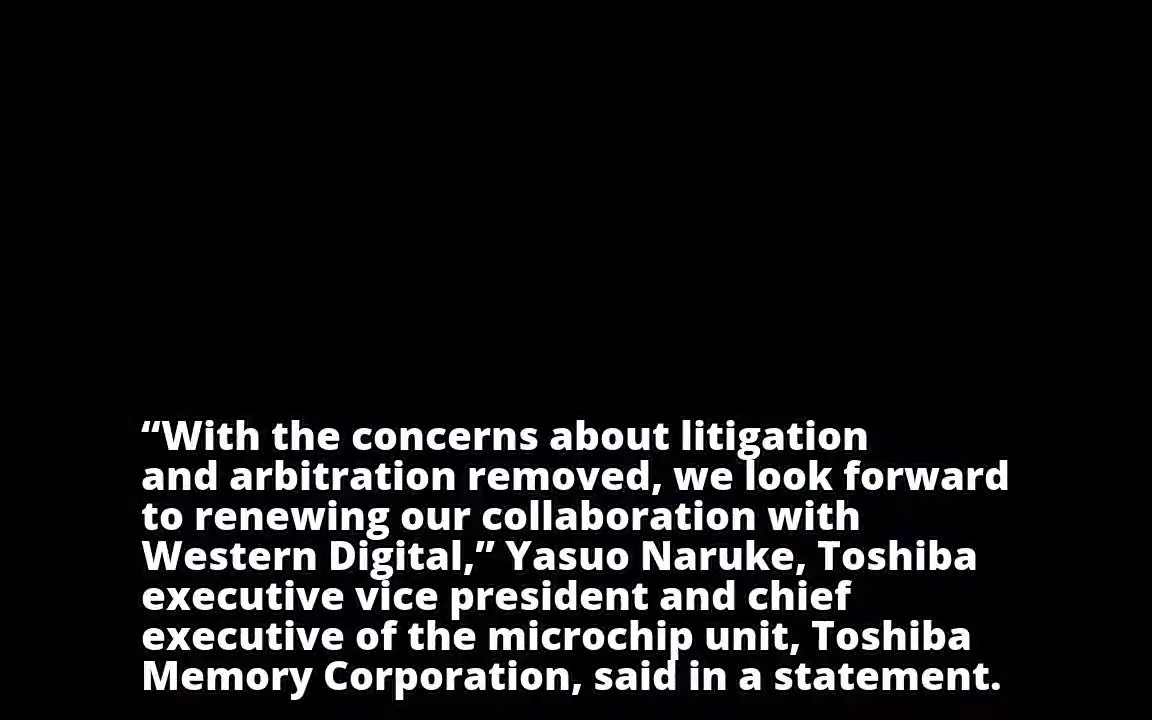 “With the concerns about litigation
and arbitration removed, we look forward
to renewing our collaboration with
Western Digital,” Yasuo Naruke, Toshiba
executive vice president and chief
executive of the microchip unit, Toshiba
Memory Corporation, said in a statement.